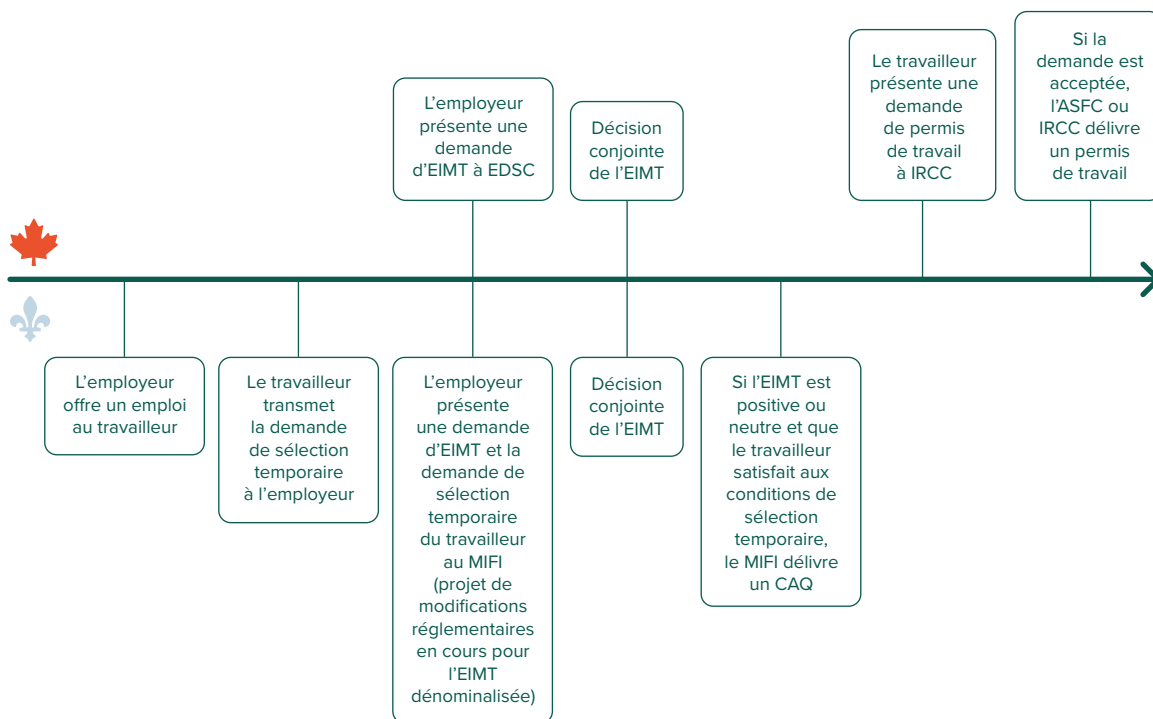 L'employeur
présente une
demande
d'EIMT à EDSC
Décision
conjointe
de l'EIMT
Le travailleur
présente une
demande
de permis
de travail
à IRCC
Si la
demande est
acceptée,
l'ASFC ou
IRCC délivre
un permis
de travail
L'employeur
offre un emploi
au travailleur
Le travailleur
transmet
la demande
de sélection
temporaire
à l'employeur
L'employeur
présente
une demande
d'EIMT et la
demande de
sélection
temporaire
du travailleur
au MIFI
(projet de
modifications
réglementaires
en cours pour
l'EIMT
dénominalisée)
Décision
conjointe
de l'EIMT
Si l'EIMT est
positive ou
neutre et que
le travailleur
satisfait aux
conditions de
sélection
temporaire,
le MIFI délivre
un CAQ